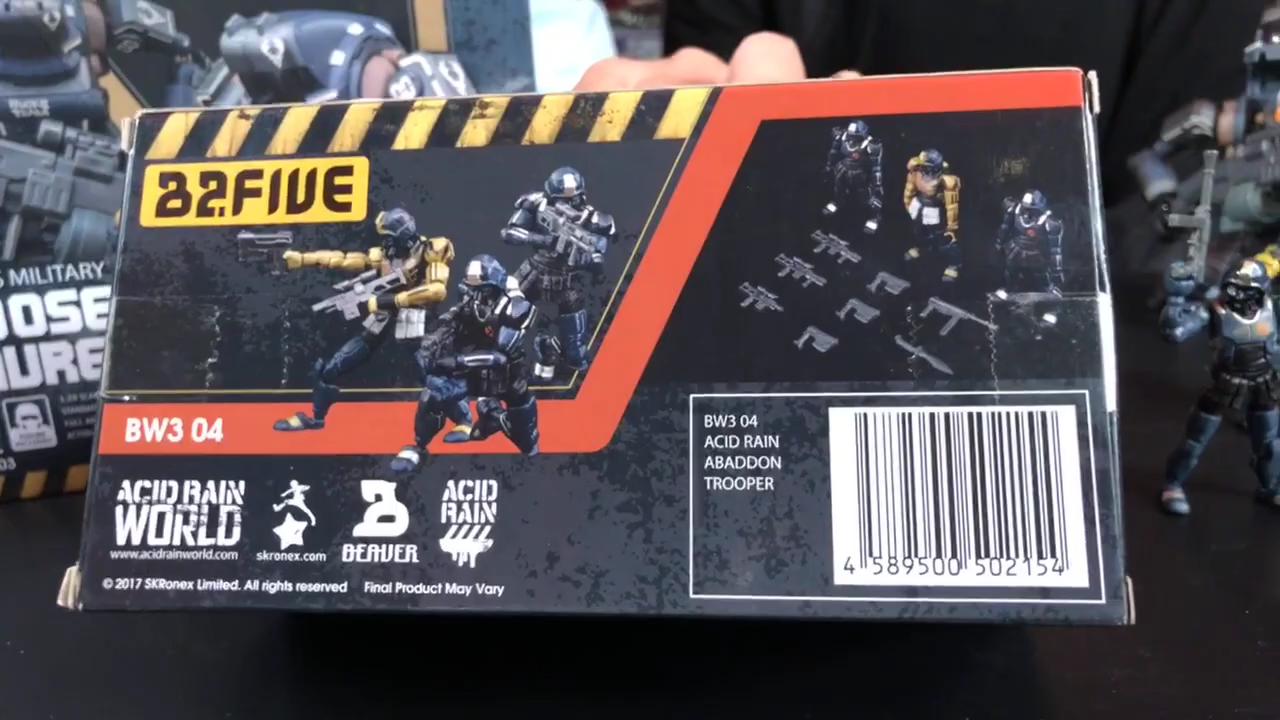 B2.FIVE
BW3 04
ACID RAIN
WORLD
www.acidrainworld.com
skronex.com
BEAVER
ACID
RAIN
© 2017 SKRonex Limited. All rights reserved
Final Product May Vary
BW3 04
ACID RAIN
ABADDON
TROOPER
4 589500 502154
MILITARY